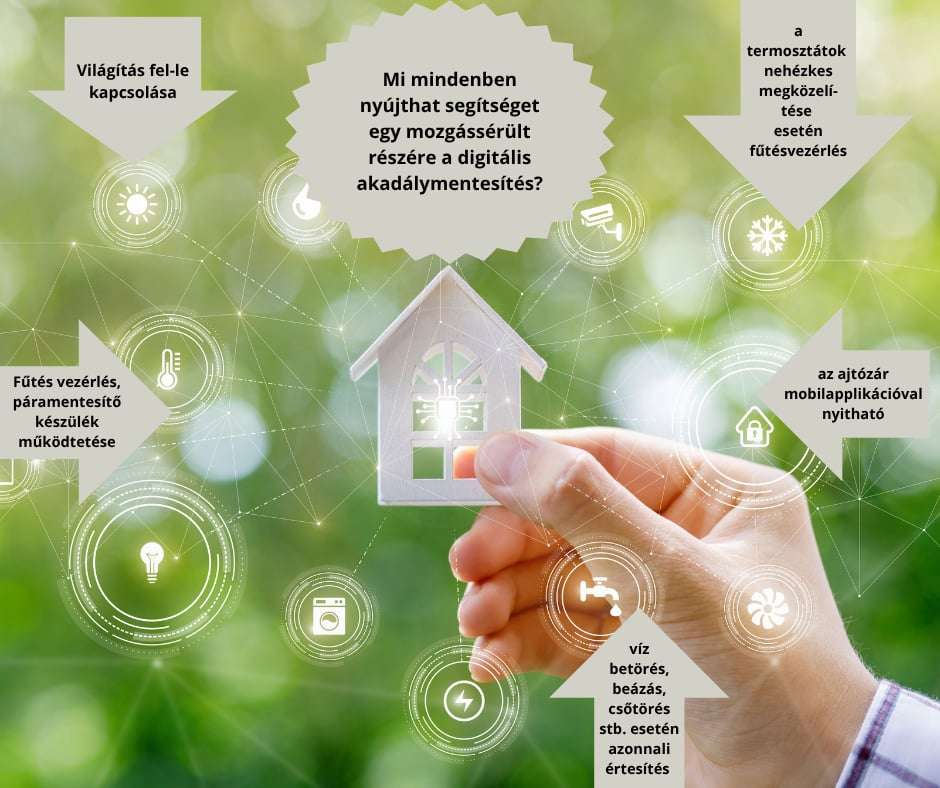 Világítás fel-le
kapcsolása
Mi mindenben
nyújthat segítséget
egy mozgássérült
részére a digitális
akadálymentesítés?
a
termosztátok
nehézkes
megközelí-
tése
esetén
fűtésvezérlés
Fűtés vezérlés,
páramentesítő
készülék
működtetése
az ajtózár
mobilapplikációval
nyitható
víz
betörés,
beázás,
csőtörés
stb. esetén
azonnali
értesítés